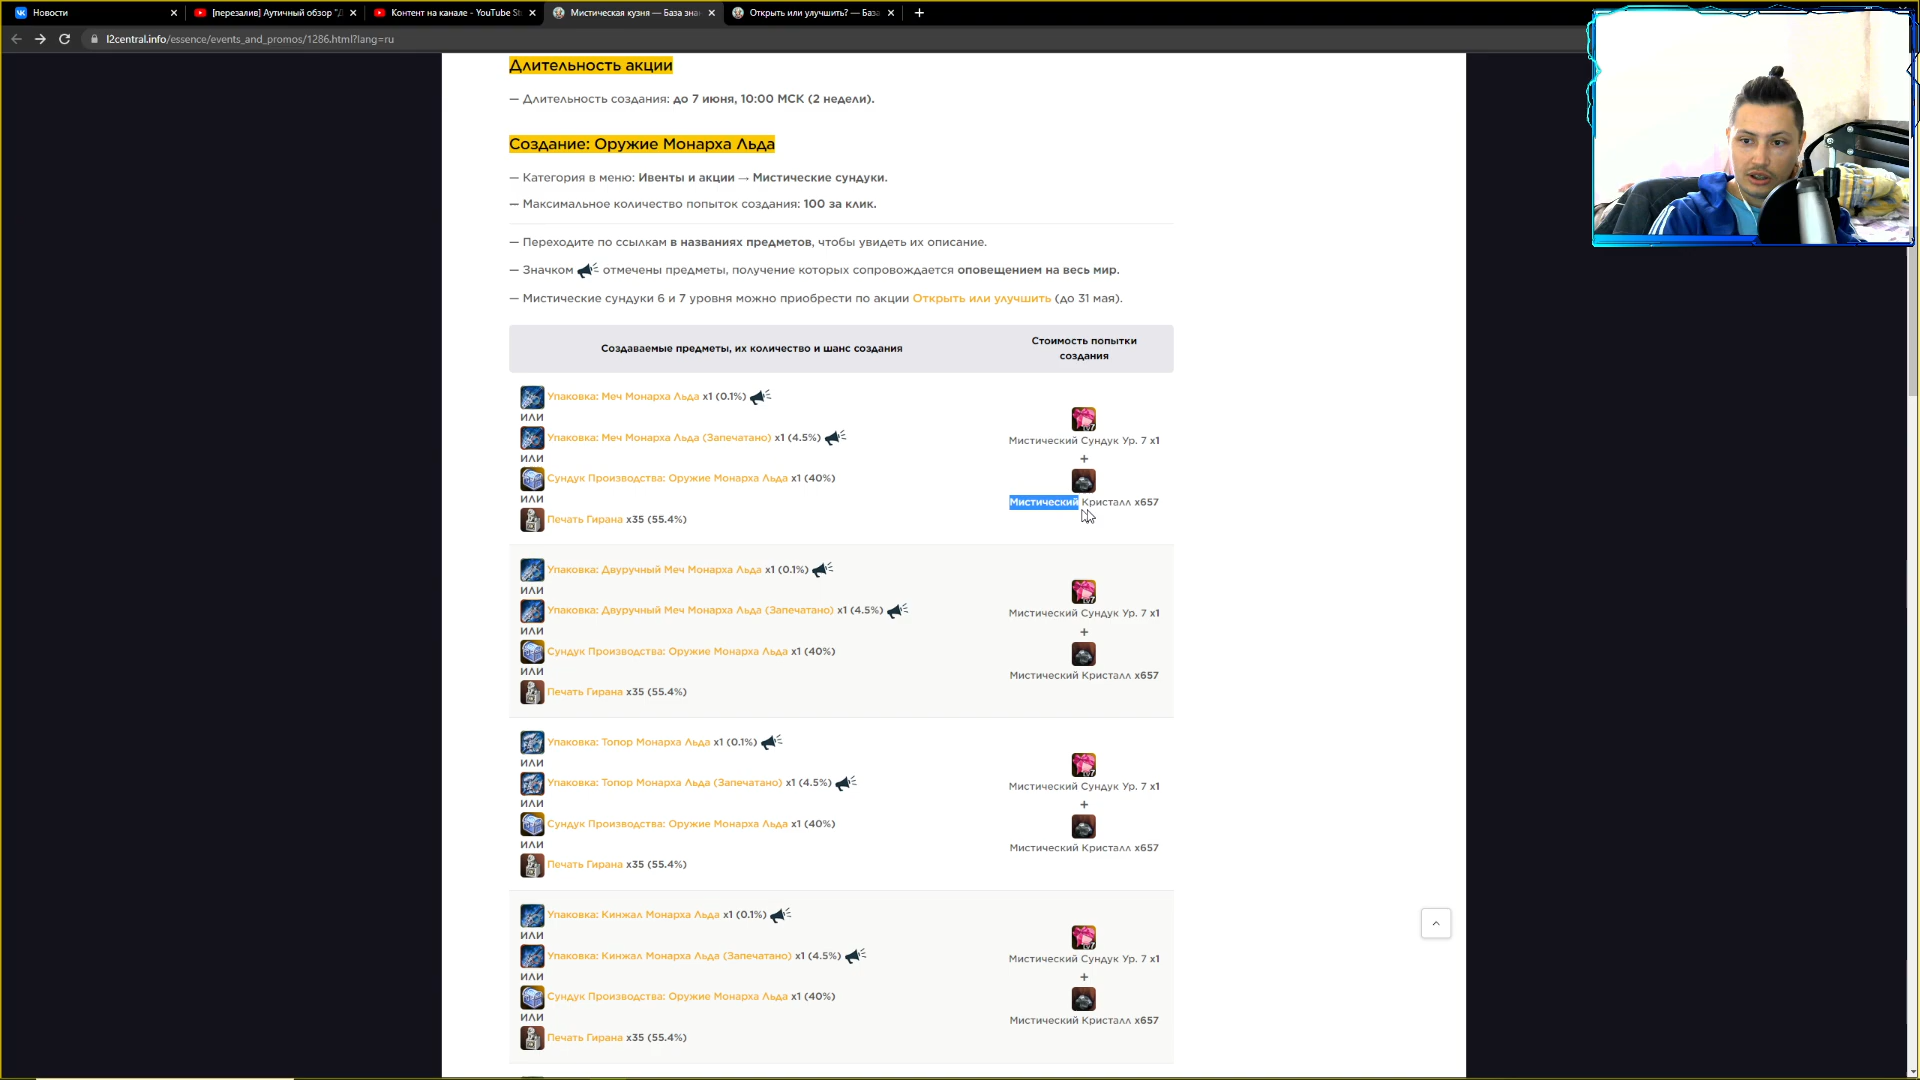 Новости
[перезалив] Аутичный обзор "Д
Контент на канале - YouTube St
Мистическая кузня — База зна
Открыть или улучшить? — База
l2central.info/essence/events_and_promos/1286.html?lang=ru
Длительность акции
— Длительность создания: до 7 июня, 10:00 МСК (2 недели).
Создание: Оружие Монарха Льда
— Категория в меню: Ивенты и акции → Мистические сундуки.
— Максимальное количество попыток создания: 100 за клик.
— Переходите по ссылкам в названиях предметов, чтобы увидеть их описание.
— Значком отмечены предметы, получение которых сопровождается оповещением на весь мир.
— Мистические сундуки 6 и 7 уровня можно приобрести по акции Открыть или улучшить (до 31 мая).
Создаваемые предметы, их количество и шанс создания
Стоимость попытки
создания
Упаковка: Меч Монарха Льда x1 (0.1%)
или
Упаковка: Меч Монарха Льда (Запечатано) x1 (4.5%)
или
Сундук Производства: Оружие Монарха Льда x1 (40%)
или
Печать Гирана x35 (55.4%)
Мистический Сундук Ур. 7 x1
+
Мистический Кристалл x657
Упаковка: Двуручный Меч Монарха Льда x1 (0.1%)
или
Упаковка: Двуручный Меч Монарха Льда (Запечатано) x1 (4.5%)
или
Сундук Производства: Оружие Монарха Льда x1 (40%)
или
Печать Гирана x35 (55.4%)
Мистический Сундук Ур. 7 x1
+
Мистический Кристалл x657
Упаковка: Топор Монарха Льда x1 (0.1%)
или
Упаковка: Топор Монарха Льда (Запечатано) x1 (4.5%)
или
Сундук Производства: Оружие Монарха Льда x1 (40%)
или
Печать Гирана x35 (55.4%)
Мистический Сундук Ур. 7 x1
+
Мистический Кристалл x657
Упаковка: Кинжал Монарха Льда x1 (0.1%)
или
Упаковка: Кинжал Монарха Льда (Запечатано) x1 (4.5%)
или
Сундук Производства: Оружие Монарха Льда x1 (40%)
или
Печать Гирана x35 (55.4%)
Мистический Сундук Ур. 7 x1
+
Мистический Кристалл x657